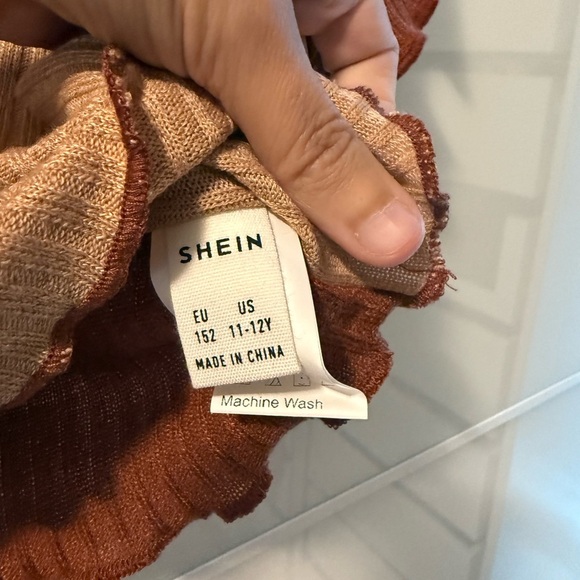 SHEIN
EU US
152 11-12Y
MADE IN CHINA
Machine Wash